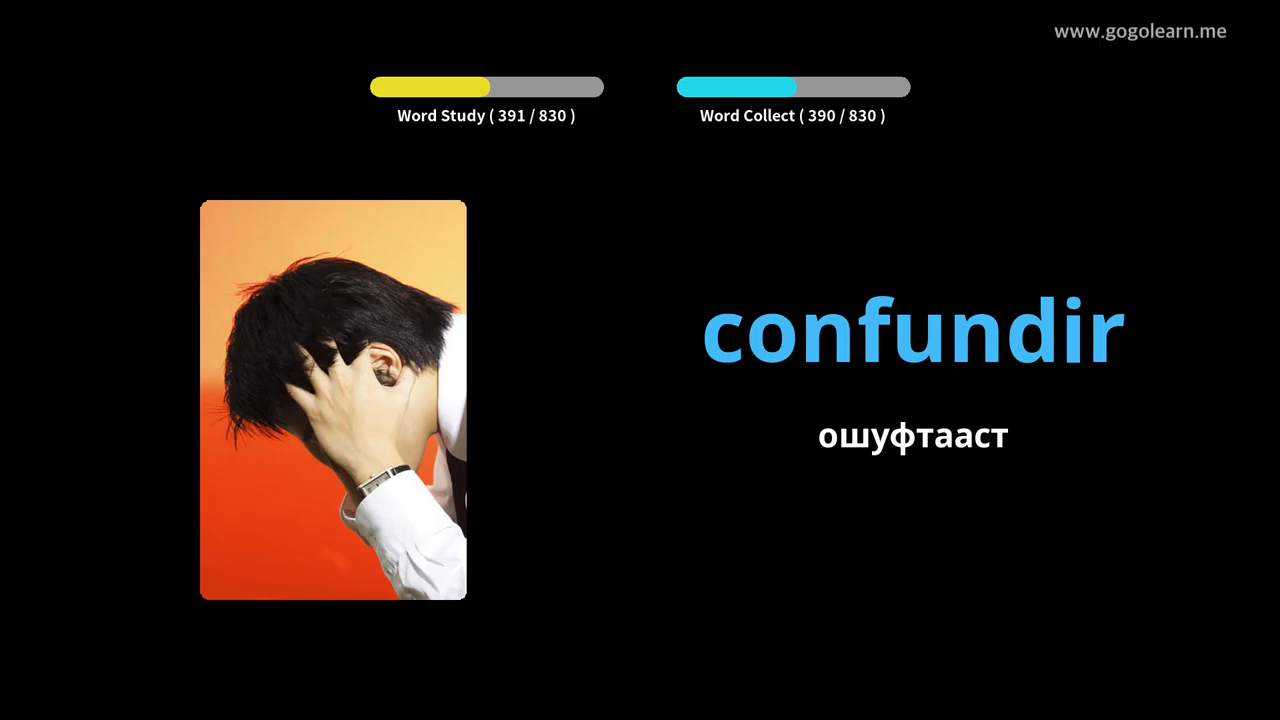 www.gogolearn.me
Word Study ( 391 / 830 )
Word Collect ( 390 / 830 )
confundir
ошуфтааст